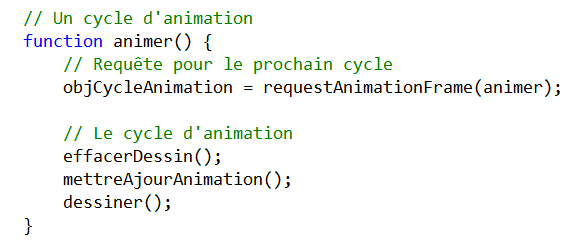 // Un cycle d'animation
function animer() {
    // Requête pour le prochain cycle
    objCycleAnimation = requestAnimationFrame(animer);

    // Le cycle d'animation
    effacerDessin();
    mettreAjourAnimation();
    dessiner();
}